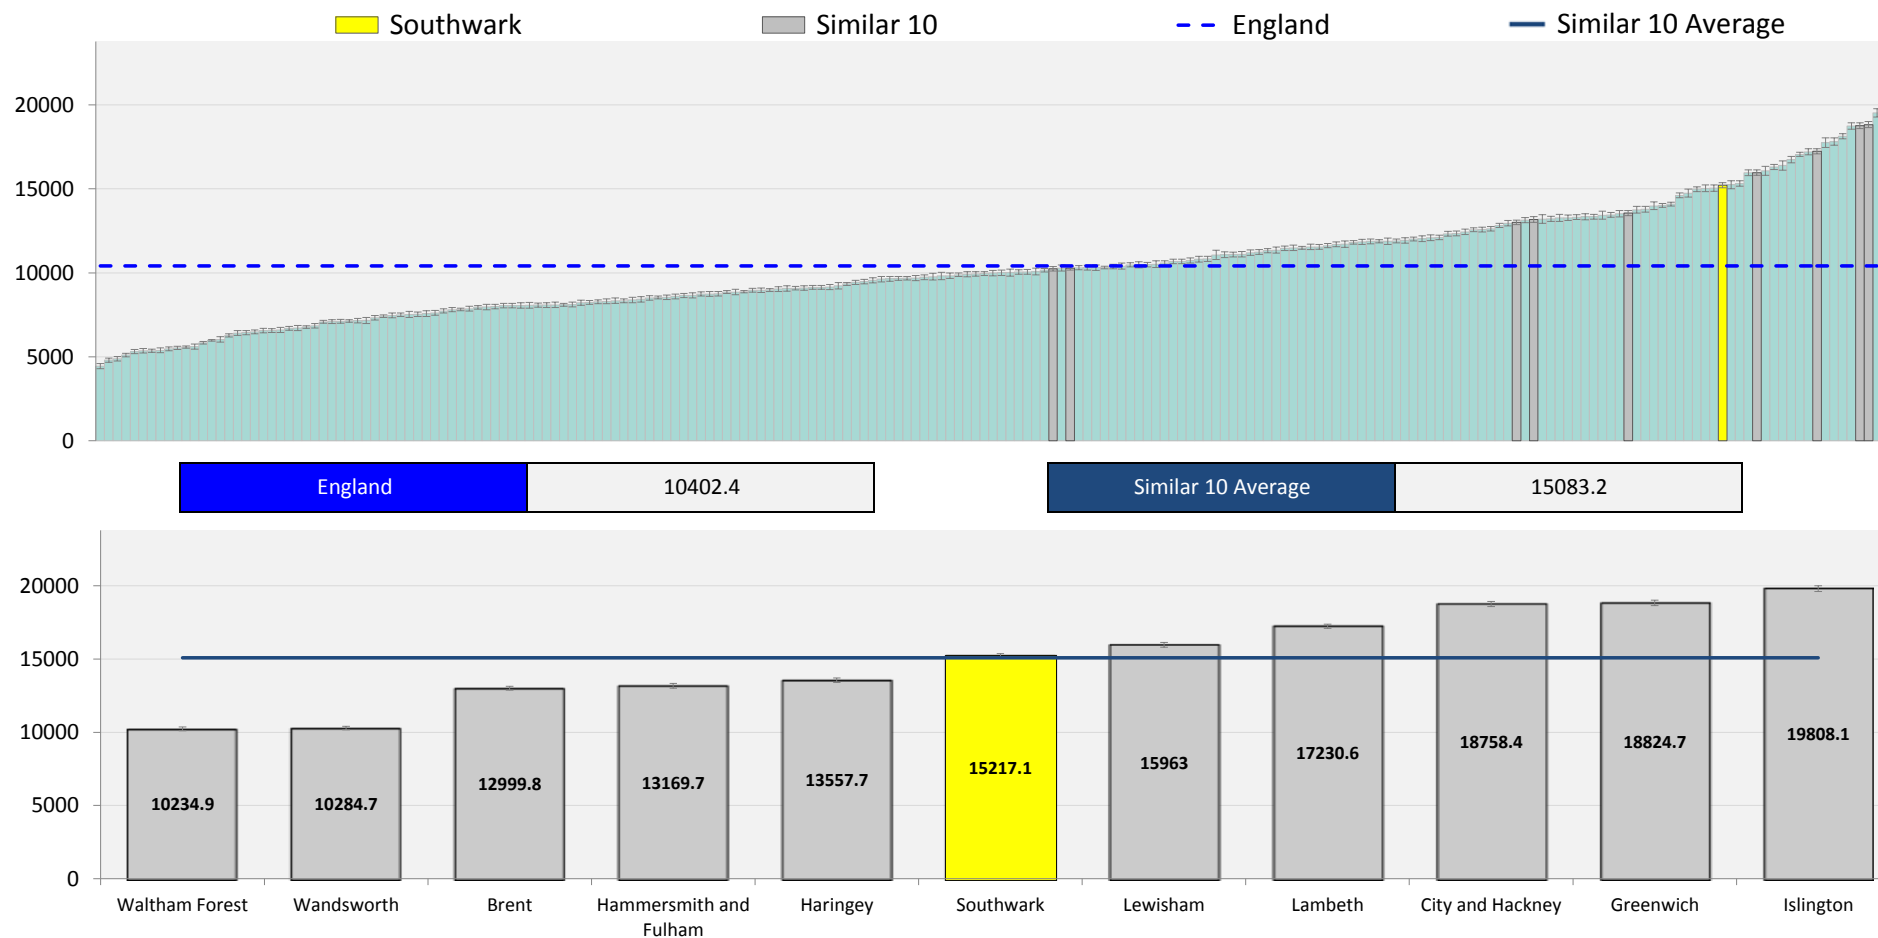 Southwark Similar 10 England Similar 10 Average
20000
15000
10000
5000
0
England 10402.4 Similar 10 Average 15083.2
20000
15000
10000
5000
0
10234.9 10284.7 12999.8 13169.7 13557.7 15217.1 15963 17230.6 18758.4 18824.7 19808.1
Waltham Forest Wandsworth Brent Hammersmith and Haringey Southwark Lewisham Lambeth City and Hackney Greenwich Islington
Fulham